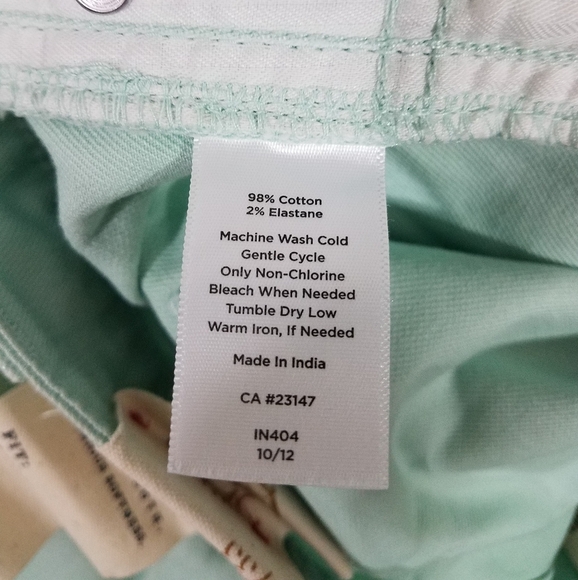 98% Cotton
2% Elastane
Machine Wash Cold
Gentle Cycle
Only Non-Chlorine
Bleach When Needed
Tumble Dry Low
Warm Iron, If Needed
Made In India
CA #23147
IN404
10/12
FIT: